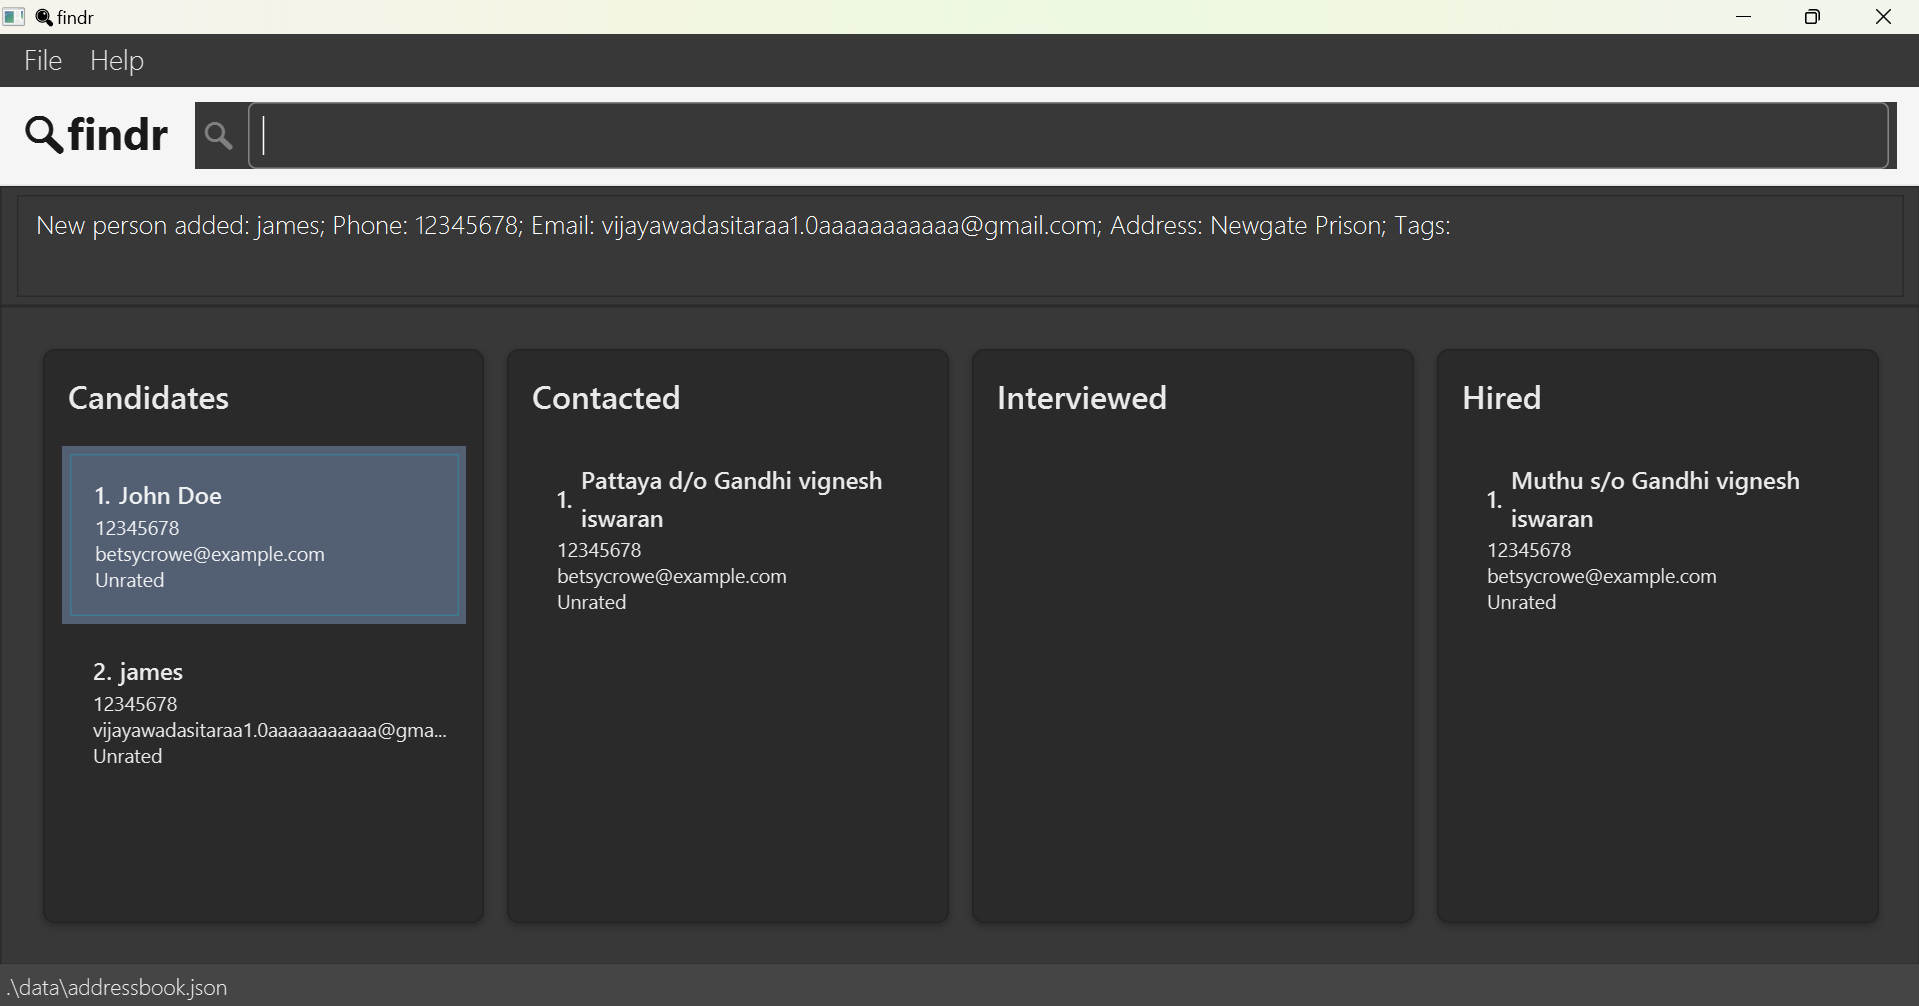 findr
File Help
findr
New person added: james; Phone: 12345678; Email: vijayawadasitaraa1.0aaaaaaaaaaa@gmail.com; Address: Newgate Prison; Tags:
Candidates
1. John Doe
12345678
betsycrowe@example.com
Unrated
2. james
12345678
vijayawadasitaraa1.0aaaaaaaaaaa@gma...
Unrated
Contacted
1. Pattaya d/o Gandhi vignesh
iswaran
12345678
betsycrowe@example.com
Unrated
Interviewed
Hired
1. Muthu s/o Gandhi vignesh
iswaran
12345678
betsycrowe@example.com
Unrated
.\data\addressbook.json